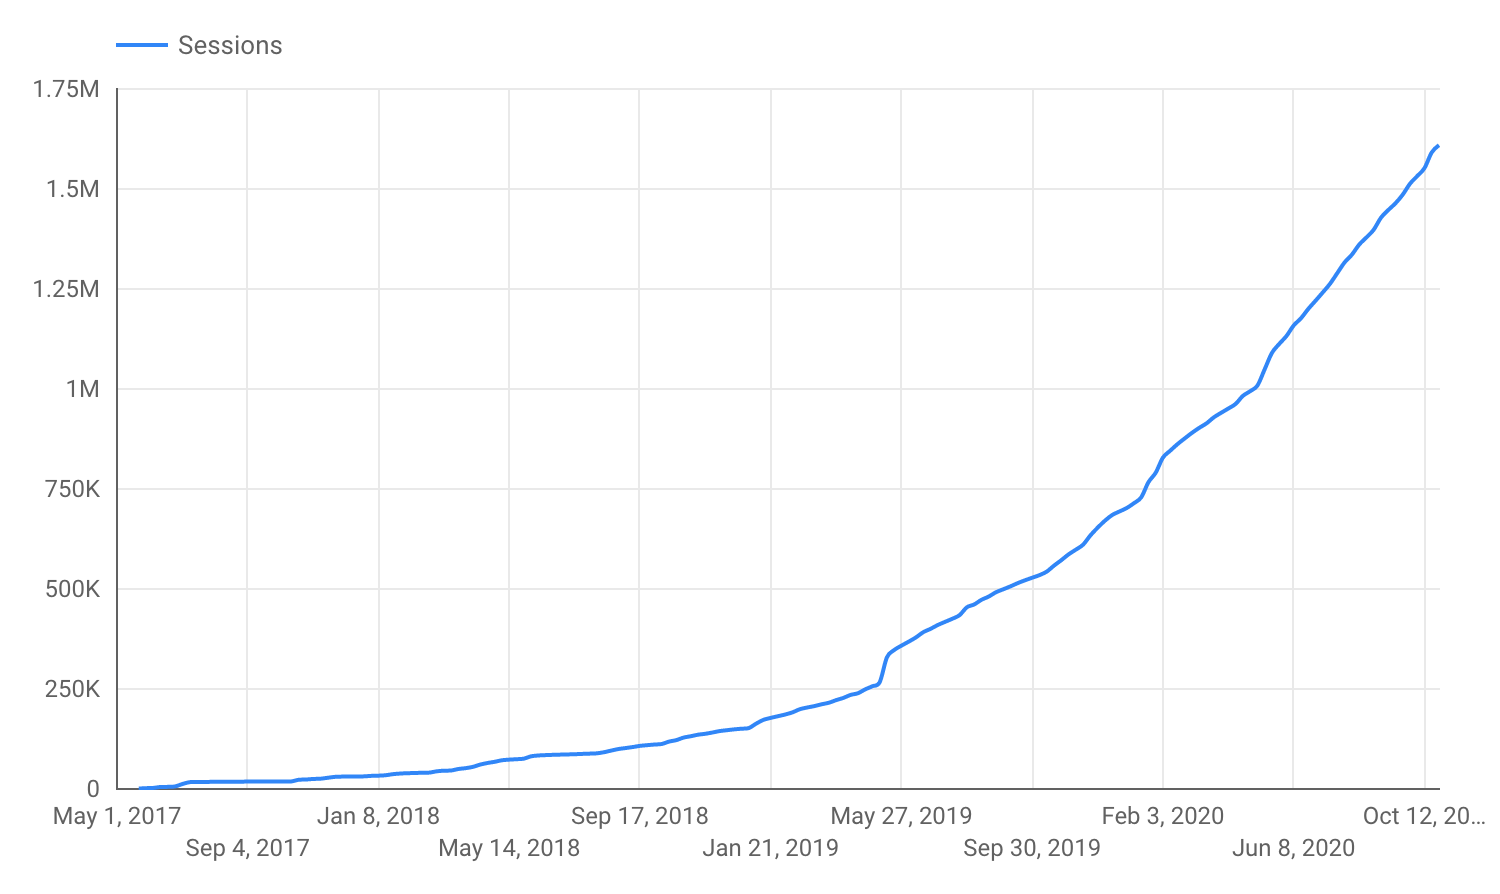 Sessions
1.75M
1.5M
1.25M
1M
750K
500K
250K
0
May 1, 2017
Jan 8, 2018
Sep 17, 2018
May 27, 2019
Feb 3, 2020
Oct 12, 20...
Sep 4, 2017
May 14, 2018
Jan 21, 2019
Sep 30, 2019
Jun 8, 2020